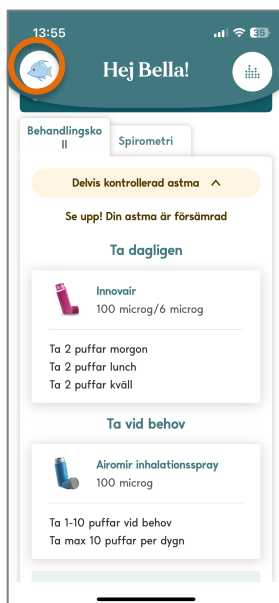 13:55
35
Hej Bella!
Behandlingsko
II
Spirometri
Delvis kontrollerad astma
Se upp! Din astma är försämrad
Ta dagligen
Innovair
100 microg/6 microg
Ta 2 puffar morgon
Ta 2 puffar lunch
Ta 2 puffar kväll
Ta vid behov
Airomir inhalationsspray
100 microg
Ta 1-10 puffar vid behov
Ta max 10 puffar per dygn